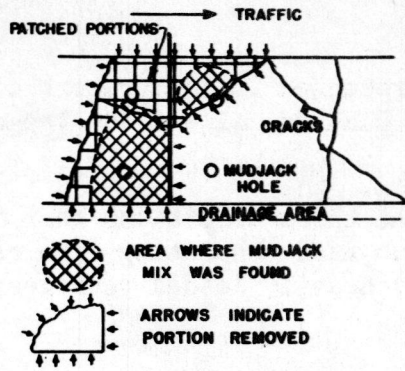 TRAFFIC
PATCHED PORTIONS
CRACKS
MUDJACK
HOLE
DRAINAGE AREA
AREA WHERE MUDJACK
MIX WAS FOUND
ARROWS INDICATE
PORTION REMOVED